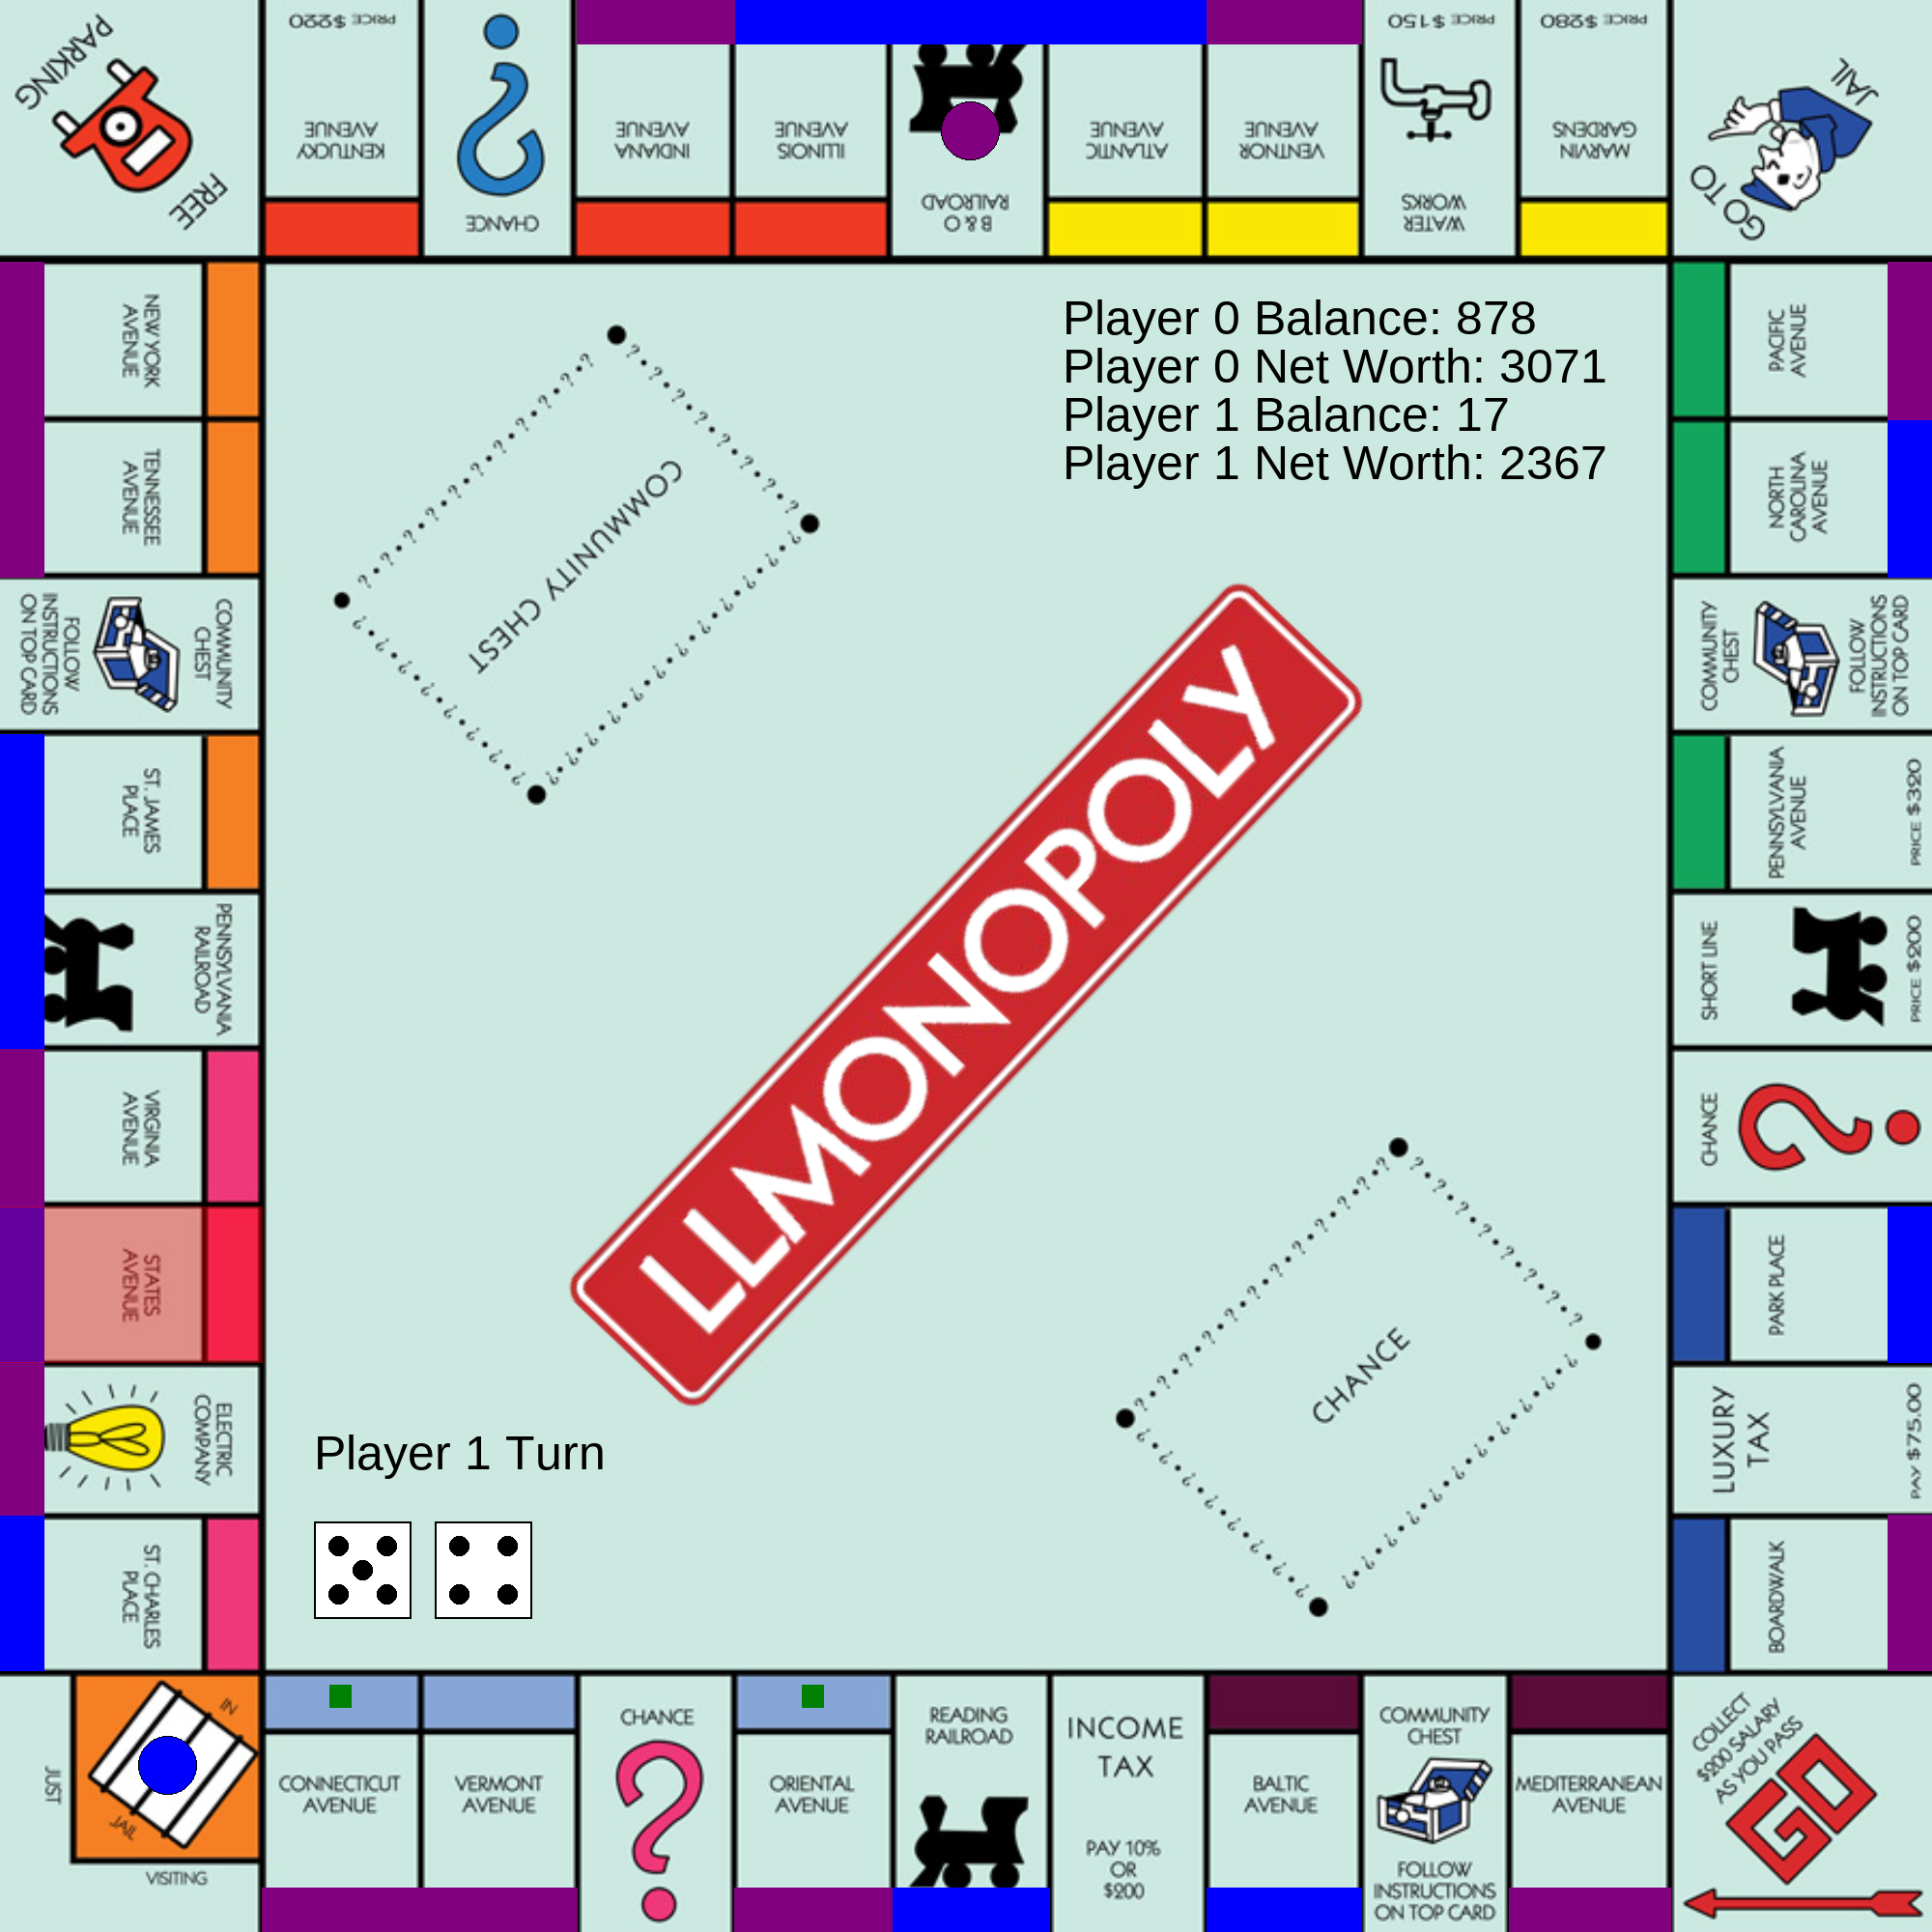 FREE
PARKING
PRICE $220
KENTUCKY
AVENUE
CHANCE
INDIANA
AVENUE
ILLINOIS
AVENUE
B & O
RAILROAD
ATLANTIC
AVENUE
VENTNOR
AVENUE
PRICE $150
WATER
WORKS
PRICE $280
MARVIN
GARDENS
GO TO
JAIL
NEW YORK
AVENUE
TENNESSEE
AVENUE
COMMUNITY
CHEST
FOLLOW
INSTRUCTIONS
ON TOP CARD
ST. JAMES
PLACE
PENNSYLVANIA
RAILROAD
VIRGINIA
AVENUE
STATES
AVENUE
ELECTRIC
COMPANY
ST. CHARLES
PLACE
Player 0 Balance: 878
Player 0 Net Worth: 3071
Player 1 Balance: 17
Player 1 Net Worth: 2367
COMMUNITY CHEST
LLMONOPOLY
CHANCE
Player 1 Turn
PACIFIC
AVENUE
NORTH
CAROLINA
AVENUE
COMMUNITY
CHEST
FOLLOW
INSTRUCTIONS
ON TOP CARD
PENNSYLVANIA
AVENUE
PRICE $320
SHORT LINE
PRICE $200
CHANCE
PARK PLACE
LUXURY
TAX
PAY $75.00
BOARDWALK
JUST
VISITING
IN
JAIL
CONNECTICUT
AVENUE
VERMONT
AVENUE
CHANCE
ORIENTAL
AVENUE
READING
RAILROAD
INCOME
TAX
PAY 10%
OR
$200
BALTIC
AVENUE
COMMUNITY
CHEST
FOLLOW
INSTRUCTIONS
ON TOP CARD
MEDITERRANEAN
AVENUE
COLLECT
$200 SALARY
AS YOU PASS
GO